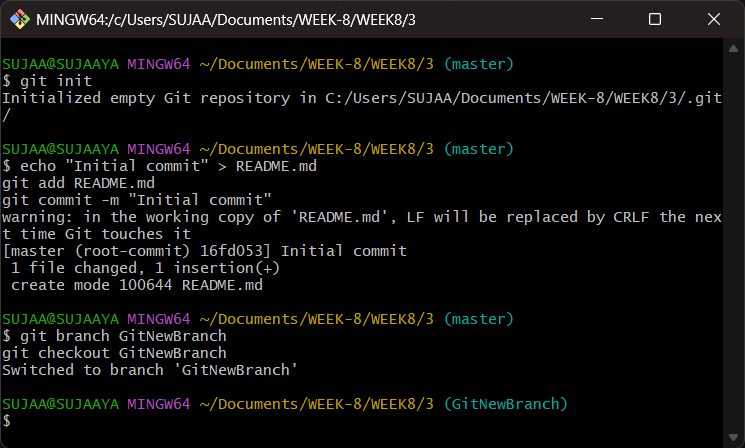 MINGW64:/c/Users/SUJAA/Documents/WEEK-8/WEEK8/3
SUJAA@SUJAAYA MINGW64 ~/Documents/WEEK-8/WEEK8/3 (master)
$ git init
Initialized empty Git repository in C:/Users/SUJAA/Documents/WEEK-8/WEEK8/3/.git
/
SUJAA@SUJAAYA MINGW64 ~/Documents/WEEK-8/WEEK8/3 (master)
$ echo "Initial commit" > README.md
git add README.md
git commit -m "Initial commit"
warning: in the working copy of 'README.md', LF will be replaced by CRLF the nex
t time Git touches it
[master (root-commit) 16fd053] Initial commit
 1 file changed, 1 insertion(+)
 create mode 100644 README.md
SUJAA@SUJAAYA MINGW64 ~/Documents/WEEK-8/WEEK8/3 (master)
$ git branch GitNewBranch
git checkout GitNewBranch
Switched to branch 'GitNewBranch'
SUJAA@SUJAAYA MINGW64 ~/Documents/WEEK-8/WEEK8/3 (GitNewBranch)
$